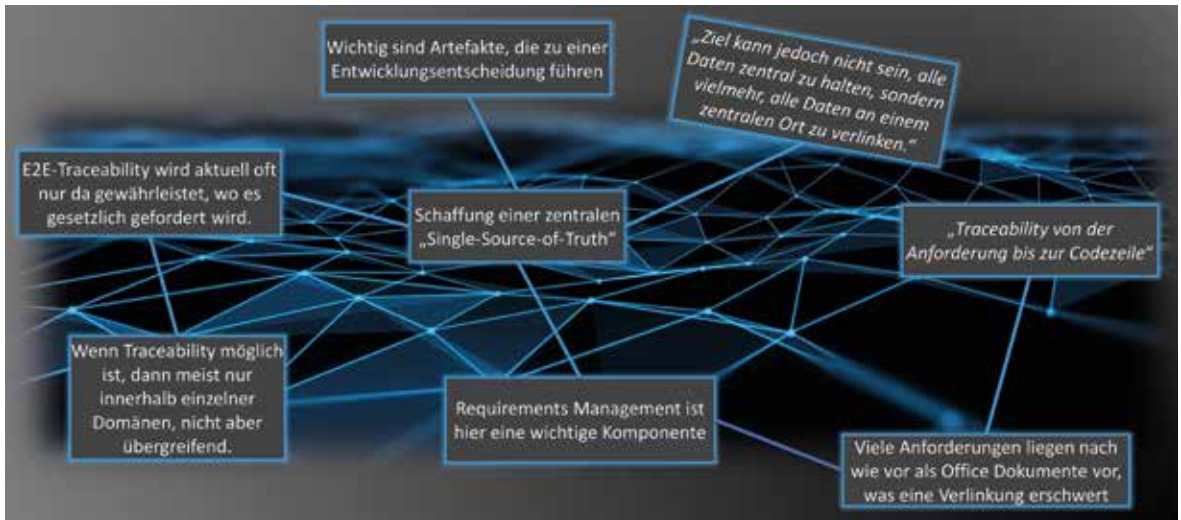 Wichtig sind Artefakte, die zu einer
Entwicklungsentscheidung führen
„Ziel kann jedoch nicht sein, alle
Daten zentral zu halten, sondern
vielmehr, alle Daten an einem
zentralen Ort zu verlinken.“
E2E-Traceability wird aktuell oft
nur da gewährleistet, wo es
gesetzlich gefordert wird.
Schaffung einer zentralen
„Single-Source-of-Truth“
„Traceability von der
Anforderung bis zur Codezeile“
Wenn Traceability möglich
ist, dann meist nur
innerhalb einzelner
Domänen, nicht aber
übergreifend.
Requirements Management ist
hier eine wichtige Komponente
Viele Anforderungen liegen nach
wie vor als Office Dokumente vor,
was eine Verlinkung erschwert